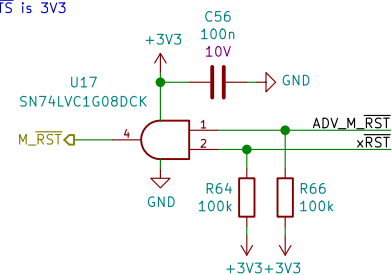 TS is 3V3
C56
100n
10V
+3V3
GND
U17
SN74LVC1G08DCK
M_RST
4
1
2
ADV_M_RST
xRST
GND
R64
100k
R66
100k
+3V3+3V3